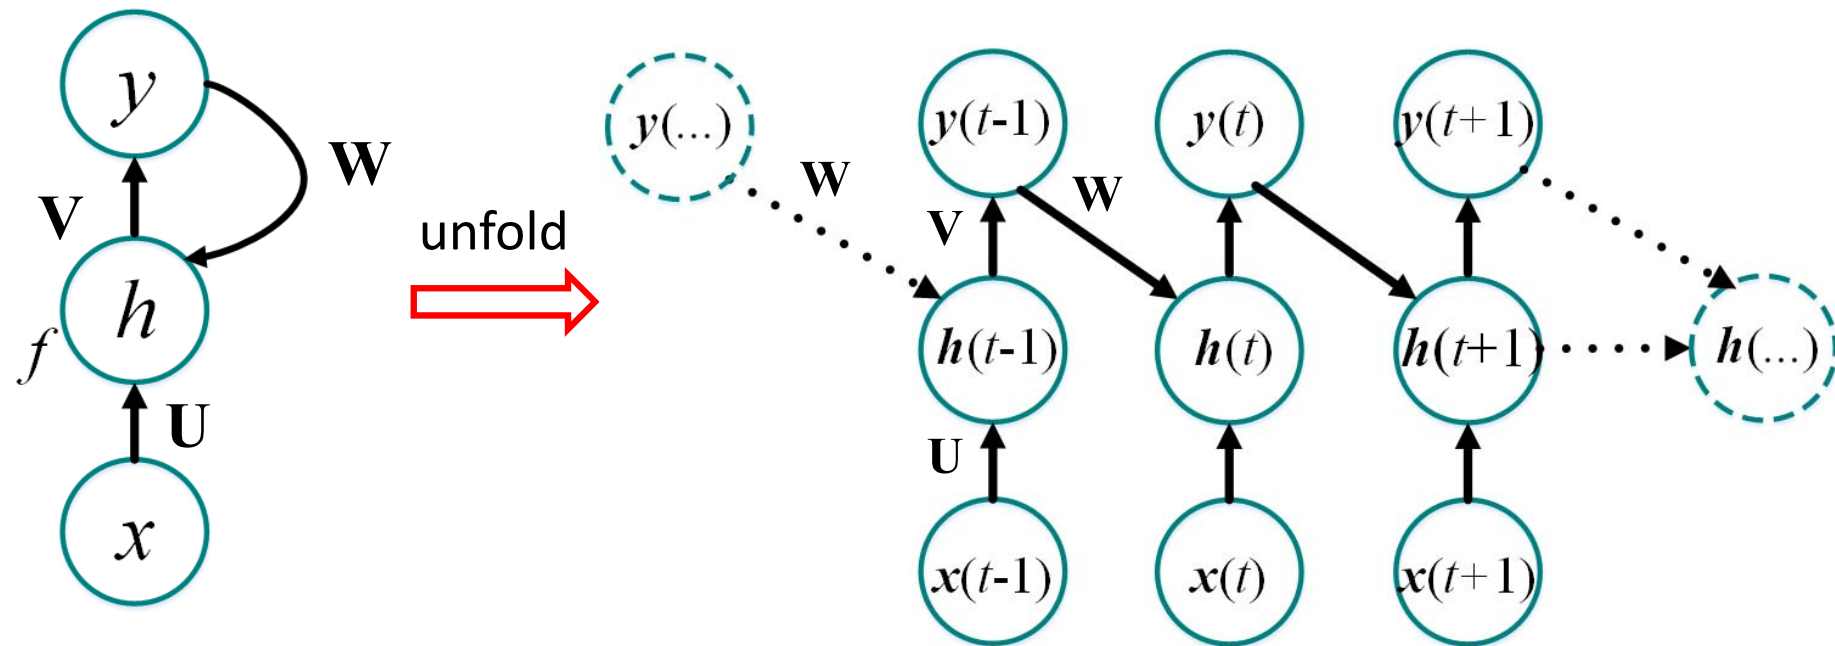 y
W
V
h
f
U
x
unfold
y(...)
W
y(t-1)
y(t)
y(t+1)
V
W
h(t-1)
h(t)
h(t+1)
h(...)
U
x(t-1)
x(t)
x(t+1)